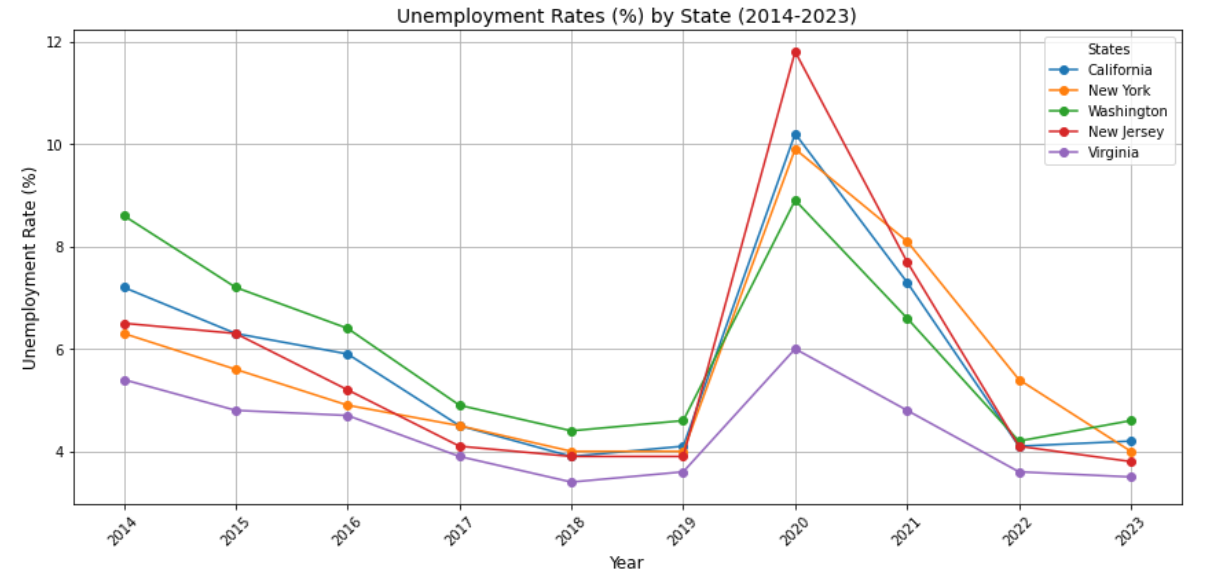 Unemployment Rates (%) by State (2014-2023)
12
10
8
6
4
Unemployment Rate (%)
States
California
New York
Washington
New Jersey
Virginia
2014 2015 2016 2017 2018 2019 2020 2021 2022 2023
Year